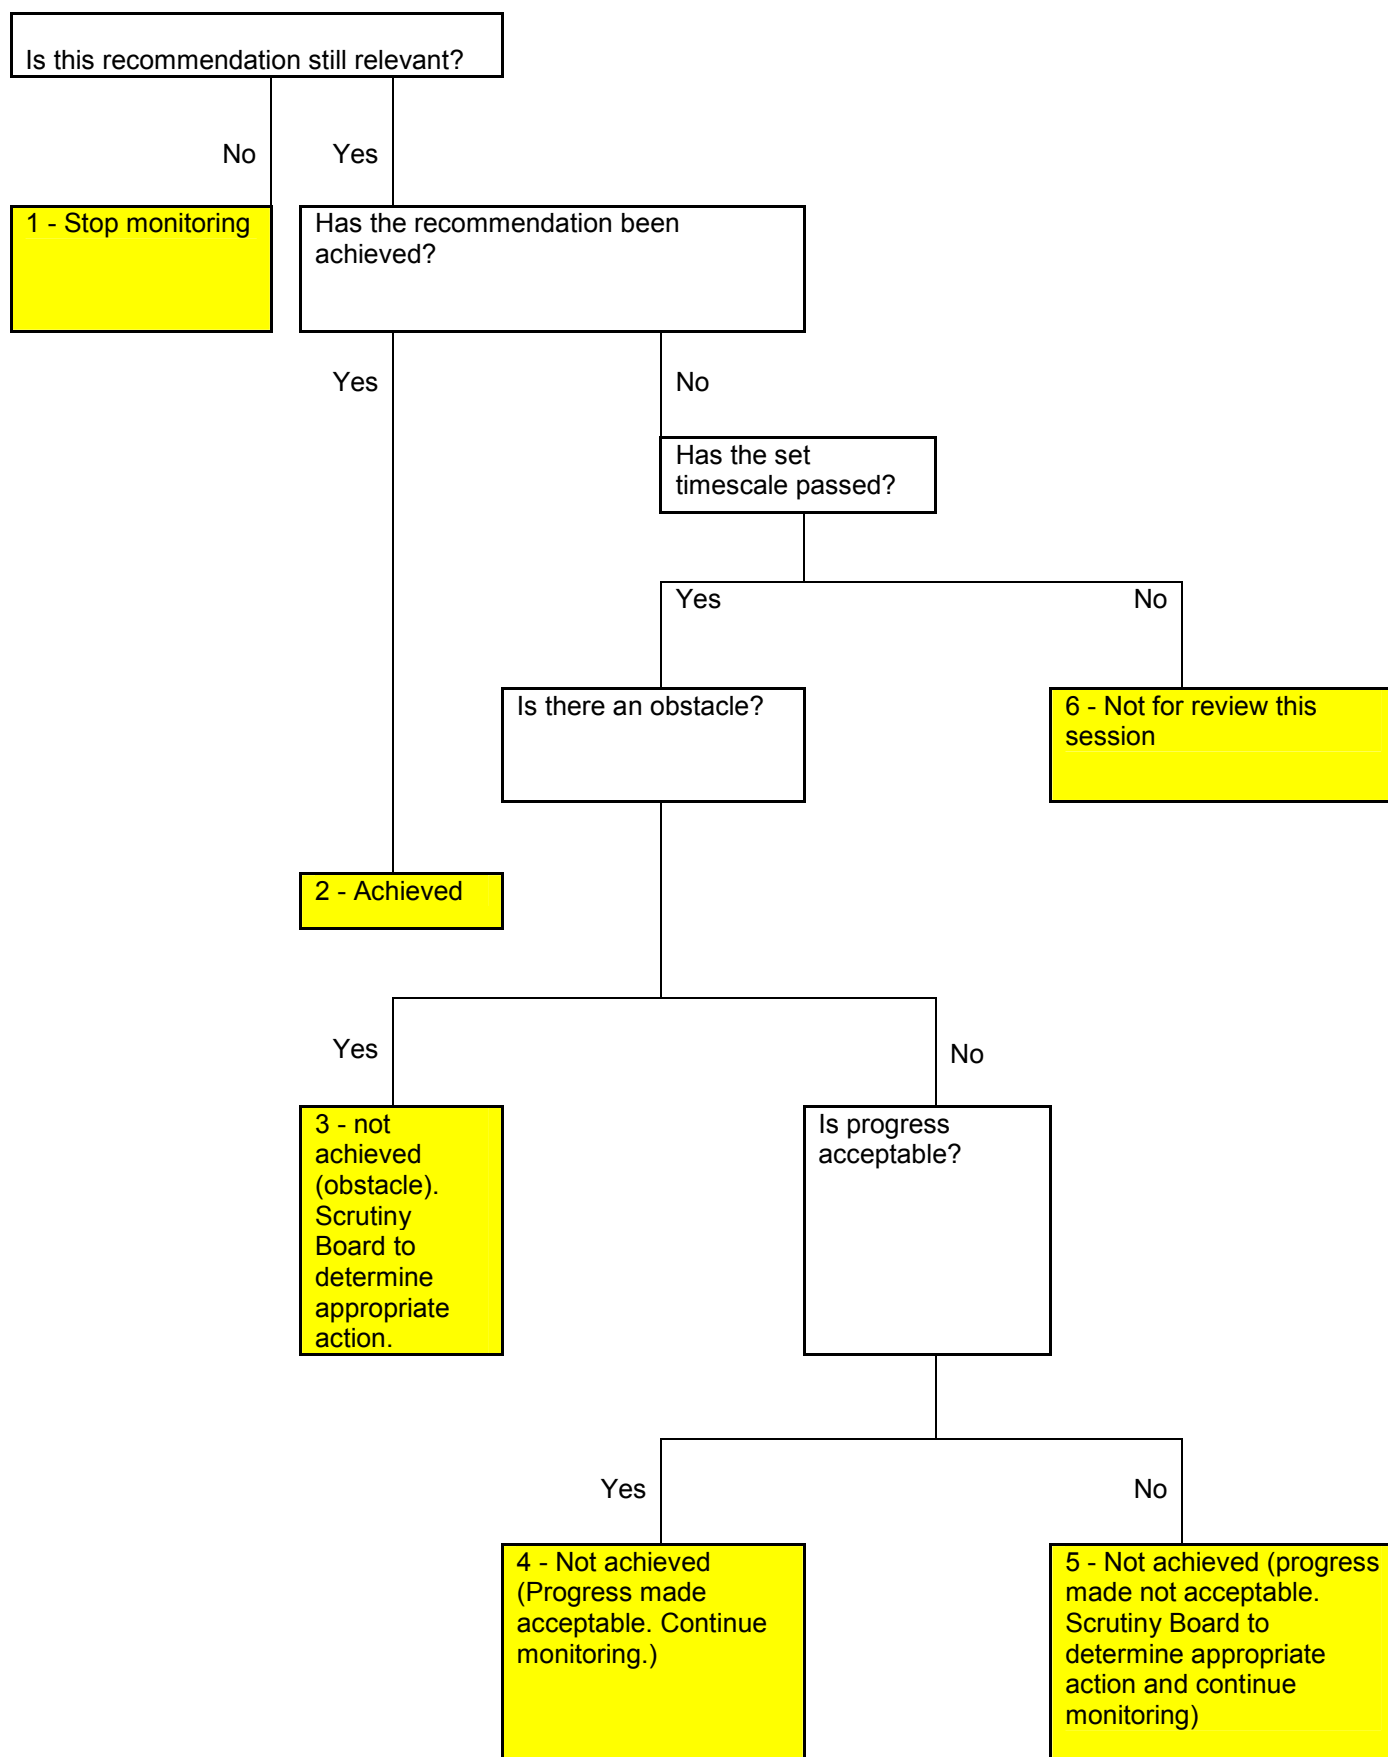 Is this recommendation still relevant?
No
Yes
1 - Stop monitoring
Has the recommendation been
achieved?
Yes
No
Has the set
timescale passed?
Yes
No
Is there an obstacle?
6 - Not for review this
session
2 - Achieved
Yes
No
3 - not
achieved
(obstacle).
Scrutiny
Board to
determine
appropriate
action.
Is progress
acceptable?
Yes
No
4 - Not achieved
(Progress made
acceptable. Continue
monitoring.)
5 - Not achieved (progress
made not acceptable.
Scrutiny Board to
determine appropriate
action and continue
monitoring)